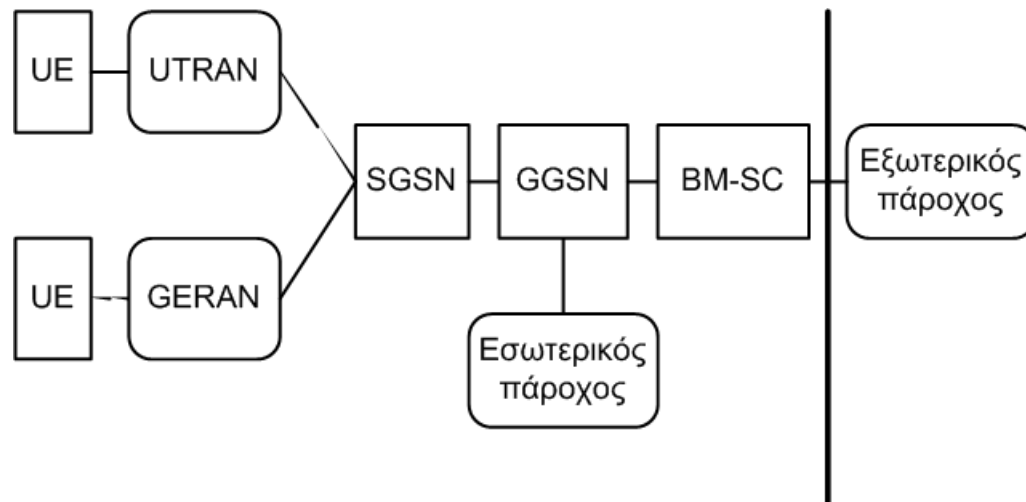 UE
UTRAN
SGSN
GGSN
BM-SC
Εξωτερικός
πάροχος
UE
GERAN
Εσωτερικός
πάροχος